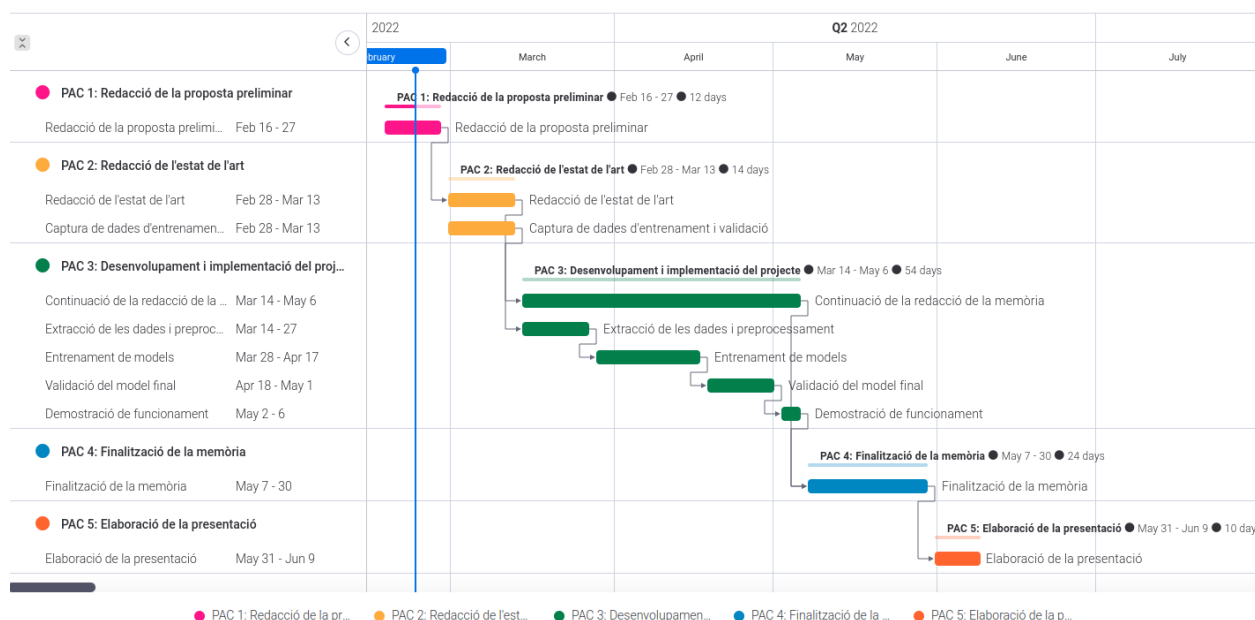 2022
Q2 2022
bruary
March
April
May
June
July
PAC 1: Redacció de la proposta preliminar
PAC 1: Redacció de la proposta preliminar ● Feb 16 - 27 ● 12 days
Redacció de la proposta prelimi... Feb 16 - 27
Redacció de la proposta preliminar
PAC 2: Redacció de l'estat de l'art
PAC 2: Redacció de l'estat de l'art ● Feb 28 - Mar 13 ● 14 days
Redacció de l'estat de l'art Feb 28 - Mar 13
Redacció de l'estat de l'art
Captura de dades d'entrenamen... Feb 28 - Mar 13
Captura de dades d'entrenament i validació
PAC 3: Desenvolupament i implementació del proj...
PAC 3: Desenvolupament i implementació del projecte ● Mar 14 - May 6 ● 54 days
Continuació de la redacció de la ... Mar 14 - May 6
Continuació de la redacció de la memòria
Extracció de les dades i preproc... Mar 14 - 27
Extracció de les dades i preprocessament
Entrenament de models Mar 28 - Apr 17
Entrenament de models
Validació del model final Apr 18 - May 1
Validació del model final
Demostració de funcionament May 2 - 6
Demostració de funcionament
PAC 4: Finalització de la memòria
PAC 4: Finalització de la memòria ● May 7 - 30 ● 24 days
Finalització de la memòria May 7 - 30
Finalització de la memòria
PAC 5: Elaboració de la presentació
PAC 5: Elaboració de la presentació ● May 31 - Jun 9 ● 10 day
Elaboració de la presentació May 31 - Jun 9
Elaboració de la presentació
PAC 1: Redacció de la pr...
PAC 2: Redacció de l'est...
PAC 3: Desenvolupamen...
PAC 4: Finalització de la ...
PAC 5: Elaboració de la p...